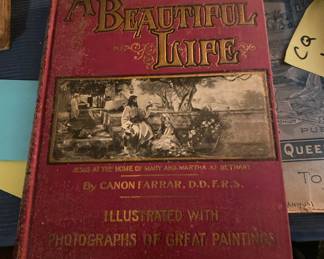 A
BEAUTIFUL
LIFE
JESUS AT THE HOME OF MARY AND MARTHA AT BETHANY
By CANON FARRAR, D.D.F.R.S.
ILLUSTRATED WITH
PHOTOGRAPHS OF GREAT PAINTINGS
QUEE
To